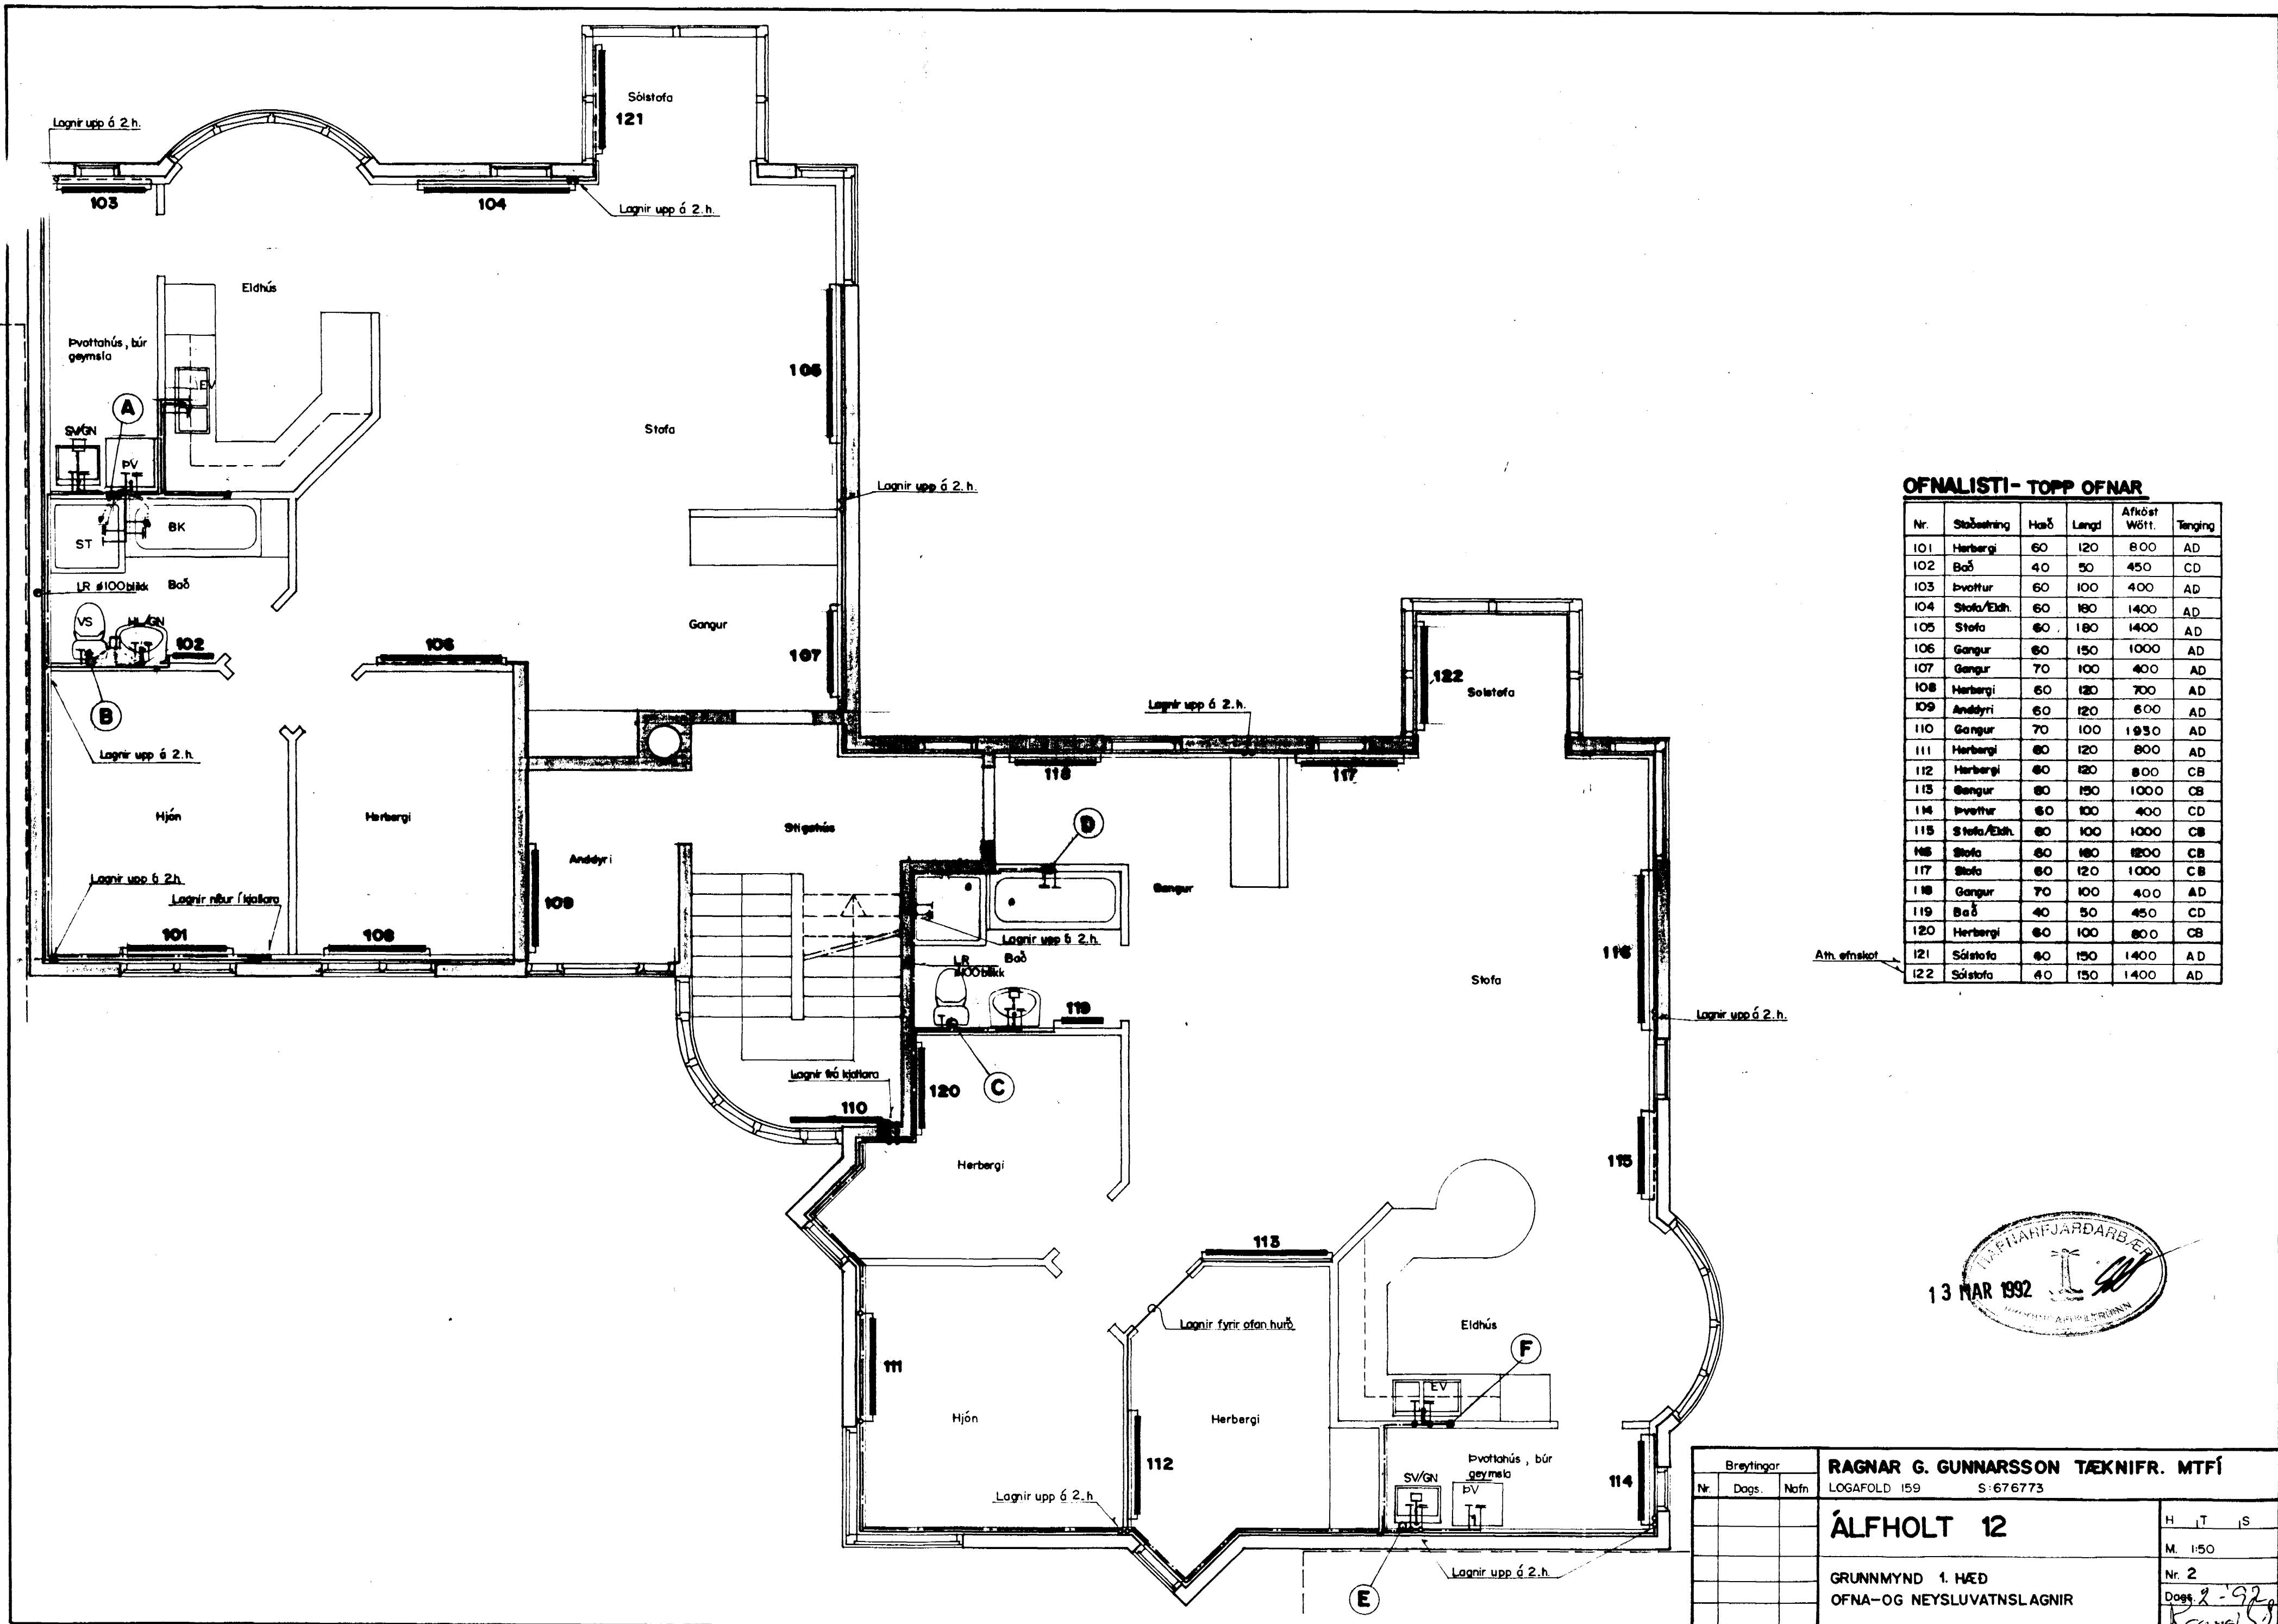 Sólstofa
121
Lagnir upp á 2.h.
103
104
Lagnir upp á 2.h.
Eldhús
Þvottahús, búr
geymsla
EV
105
A
SV/GN
ÞV
Stofa
Lagnir upp á 2.h.
ST
BK
LR ø100 blikk
Bað
VS
HL/GN
102
106
Gangur
107
B
Lagnir upp á 2.h.
Hjón
Herbergi
Anddyri
Stigahús
Lagnir upp á 2.h.
Lagnir niður í kjallara
101
108
109
122
Solstofa
Lagnir upp á 2.h.
118
117
D
Gangur
Lagnir upp á 2.h.
LR
ø100 blikk
Bað
119
116
Stofa
Lagnir upp á 2.h.
C
120
Lagnir frá kjallara
110
Herbergi
115
113
Lagnir fyrir ofan hurð
Eldhús
F
111
EV
Hjón
Herbergi
112
Þvottahús, búr
geymsla
SV/GN
ÞV
114
Lagnir upp á 2.h
Lagnir upp á 2.h.
E
OFNALISTI- TOPP OFNAR
Nr. Staðsetning Hæð Lengd Afköst Wött. Tenging
101 Herbergi 60 120 800 AD
102 Bað 40 50 450 CD
103 Þvottur 60 100 400 AD
104 Stofa/Eldh. 60 180 1400 AD
105 Stofa 60 180 1400 AD
106 Gangur 60 150 1000 AD
107 Gangur 70 100 400 AD
108 Herbergi 60 120 700 AD
109 Anddyri 60 120 600 AD
110 Gangur 70 100 1930 AD
111 Herbergi 60 120 800 AD
112 Herbergi 60 120 800 CB
113 Gangur 60 150 1000 CB
114 Þvottur 60 100 400 CD
115 Stofa/Eldh. 60 100 1000 CB
116 Stofa 60 180 1200 CB
117 Stofa 60 120 1000 CB
118 Gangur 70 100 400 AD
119 Bað 40 50 450 CD
120 Herbergi 60 100 800 CB
Ath. ofnskot
121 Sólstofa 40 150 1400 AD
122 Sólstofa 40 150 1400 AD
HAFNARFJARÐARBÆR
13 MAR 1992
Breytingar
Nr. Dags. Nafn
RAGNAR G. GUNNARSSON TÆKNIFR. MTFÍ
LOGAFOLD 159 S:676773
ÁLFHOLT 12
H T S
M. 1:50
GRUNNMYND 1. HÆÐ
OFNA-OG NEYSLUVATNSLAGNIR
Nr. 2
Dags. 2-'92